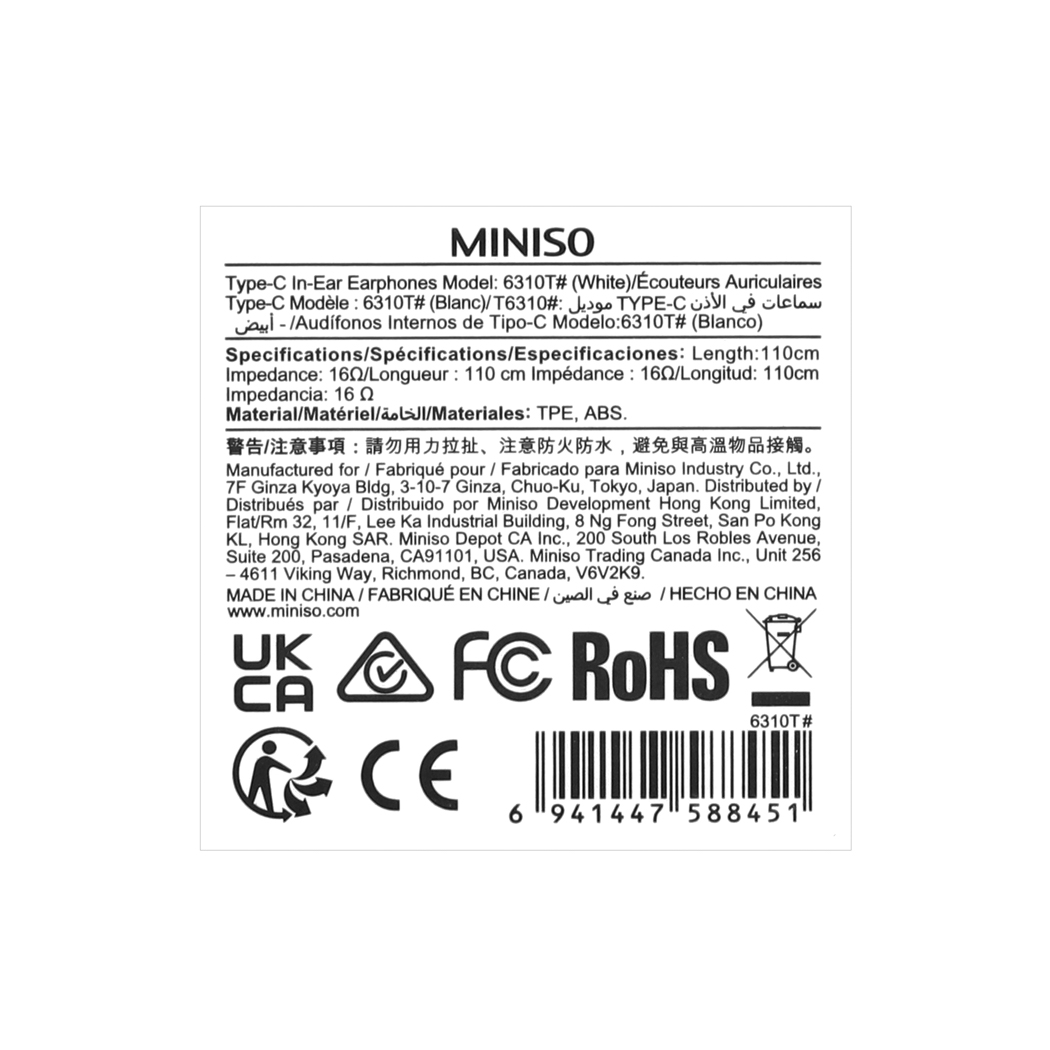 MINISO
Type-C In-Ear Earphones Model: 6310T# (White)/Écouteurs Auriculaires
Type-C Modèle : 6310T# (Blanc)/ T6310#: موديل TYPE-C سماعات في الأذن
أبيض - /Audífonos Internos de Tipo-C Modelo:6310T# (Blanco)
Specifications/Spécifications/Especificaciones: Length:110cm
Impedance: 16Ω/Longueur : 110 cm Impédance : 16Ω/Longitud: 110cm
Impedancia: 16 Ω
Material/Matériel/الخامة/Materiales: TPE, ABS.
警告/注意事項：請勿用力拉扯、注意防火防水，避免與高溫物品接觸。
Manufactured for / Fabriqué pour / Fabricado para Miniso Industry Co., Ltd.,
7F Ginza Kyoya Bldg, 3-10-7 Ginza, Chuo-Ku, Tokyo, Japan. Distributed by /
Distribués par / Distribuido por Miniso Development Hong Kong Limited,
Flat/Rm 32, 11/F, Lee Ka Industrial Building, 8 Ng Fong Street, San Po Kong
KL, Hong Kong SAR. Miniso Depot CA Inc., 200 South Los Robles Avenue,
Suite 200, Pasadena, CA91101, USA. Miniso Trading Canada Inc., Unit 256
– 4611 Viking Way, Richmond, BC, Canada, V6V2K9.
MADE IN CHINA / FABRIQUÉ EN CHINE / صنع في الصين / HECHO EN CHINA
www.miniso.com
UK
CA
FC
RoHS
6310T#
CE
6 941447 588451